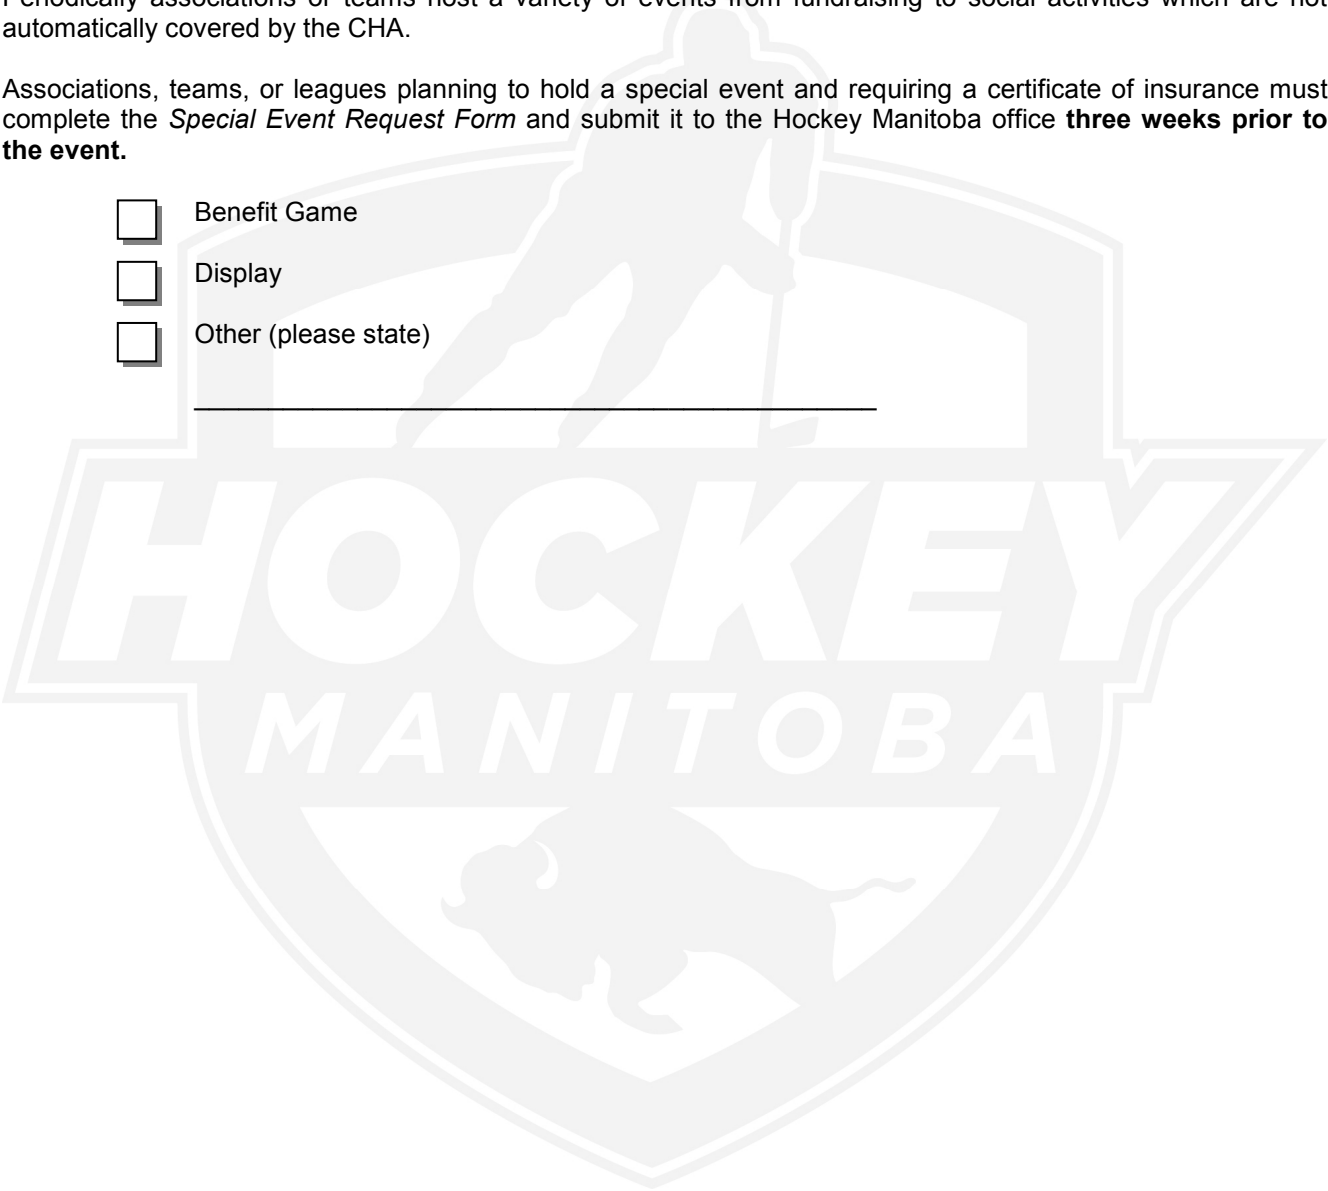 Periodically associations or teams host a variety of events from fundraising to social activities which are not
automatically covered by the CHA.
Associations, teams, or leagues planning to hold a special event and requiring a certificate of insurance must
complete the Special Event Request Form and submit it to the Hockey Manitoba office three weeks prior to
the event.
Benefit Game
Display
Other (please state)
HOCKEY
MANITOBA